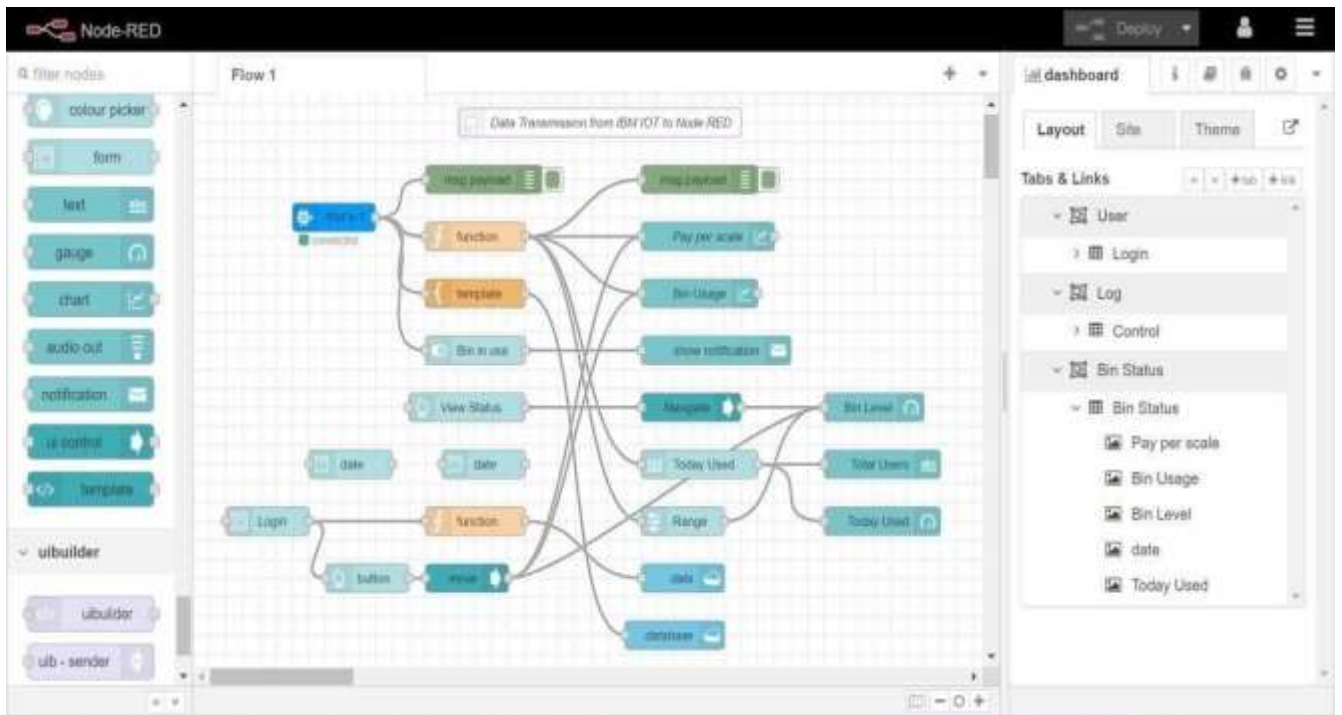 Node-RED
Deploy
filter nodes
Flow 1
dashboard
i
colour picker
form
text
gauge
chart
audio out
notification
ui control
template
uibuilder
uibuilder
uib - sender
Data Transmission from IBM IOT to Node RED
msg.payload
msg.payload
connected
function
Pay per scale
template
Bin Usage
Bin in use
show notification
View Status
Navigate
Bin Level
date
date
Today Used
Total Users
Login
function
Range
Today Used
button
move
data
database
Layout
Site
Theme
Tabs & Links
+tab
+link
User
Login
Log
Control
Bin Status
Bin Status
Pay per scale
Bin Usage
Bin Level
date
Today Used